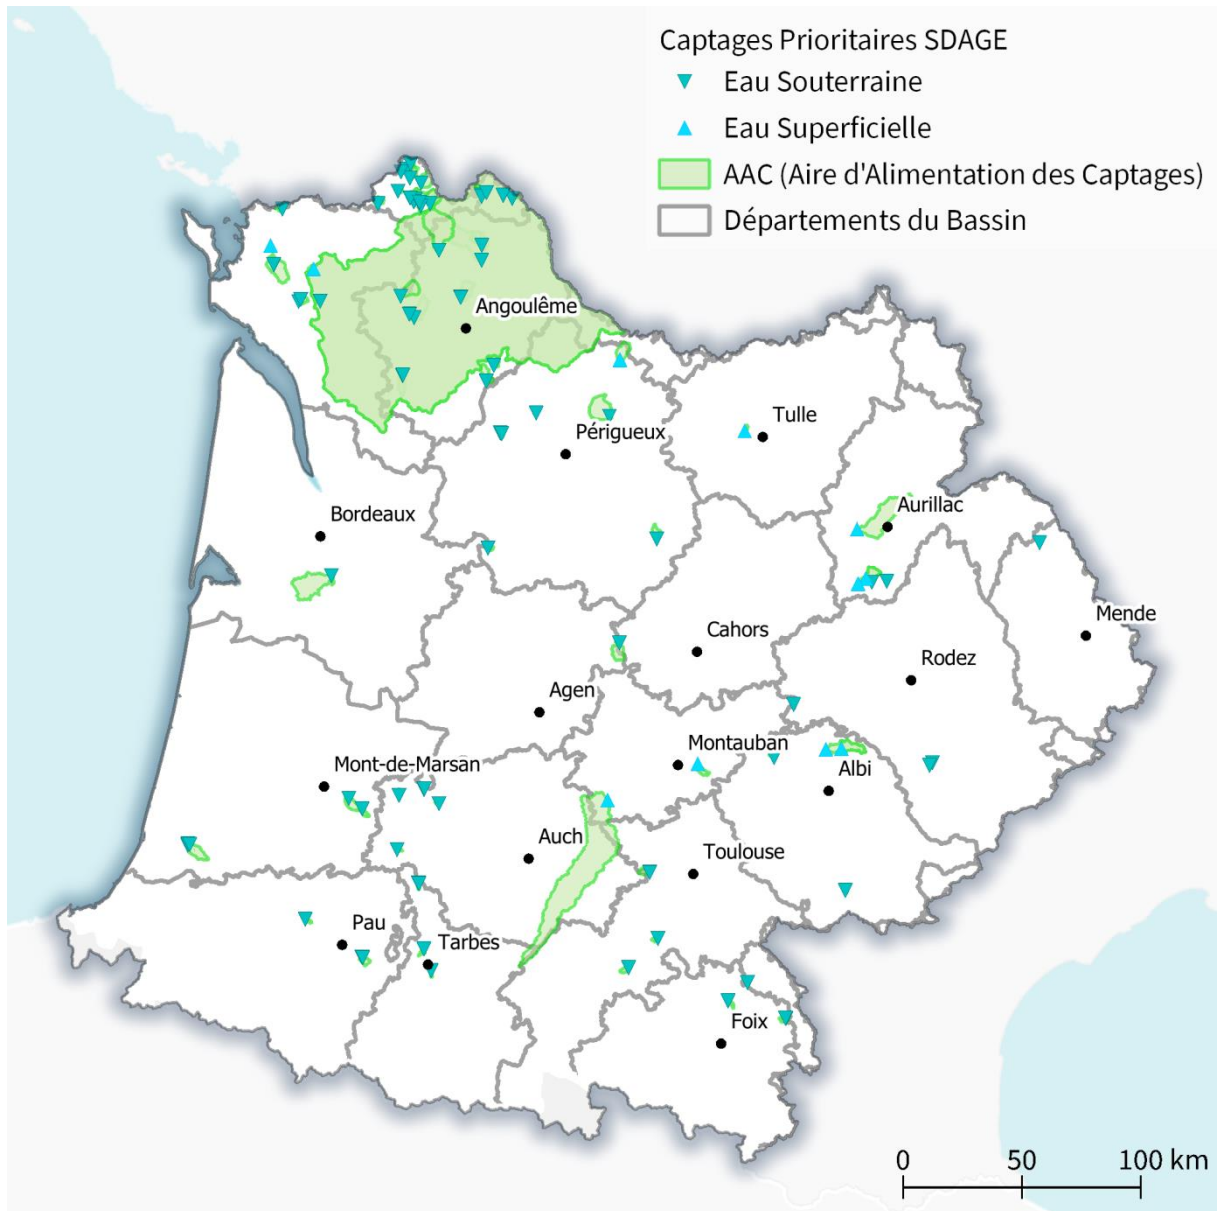 Captages Prioritaires SDAGE
Eau Souterraine
Eau Superficielle
AAC (Aire d'Alimentation des Captages)
Départements du Bassin
Angoulême
Tulle
Périgueux
Aurillac
Bordeaux
Mende
Cahors
Rodez
Agen
Montauban
Mont-de-Marsan
Albi
Auch
Toulouse
Pau
Tarbes
Foix
0 50 100 km